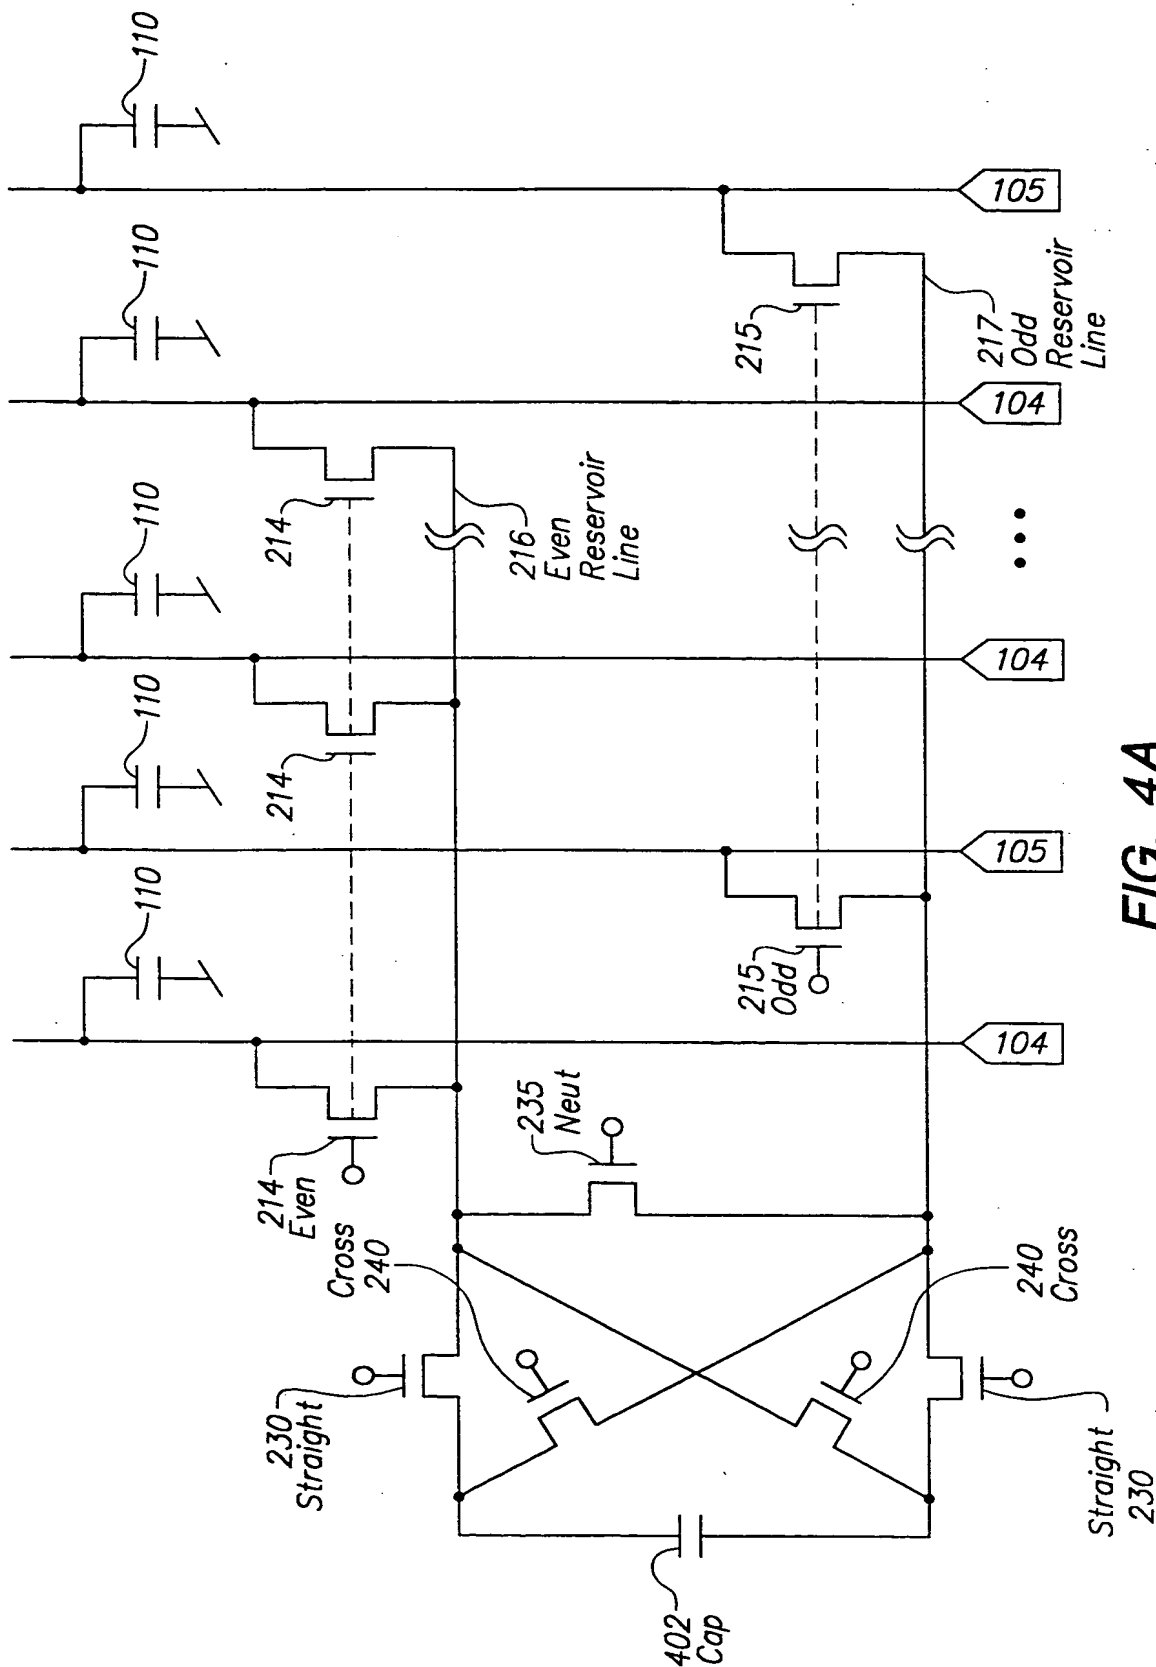 110
110
110
110
110
230
Straight
214
Even
214
214
Cross
240
235
Neut
216
Even
Reservoir
Line
402
Cap
215
Odd
215
240
Cross
217
Odd
Reservoir
Line
104
105
104
...
104
105
Straight
230
FIG. 4A